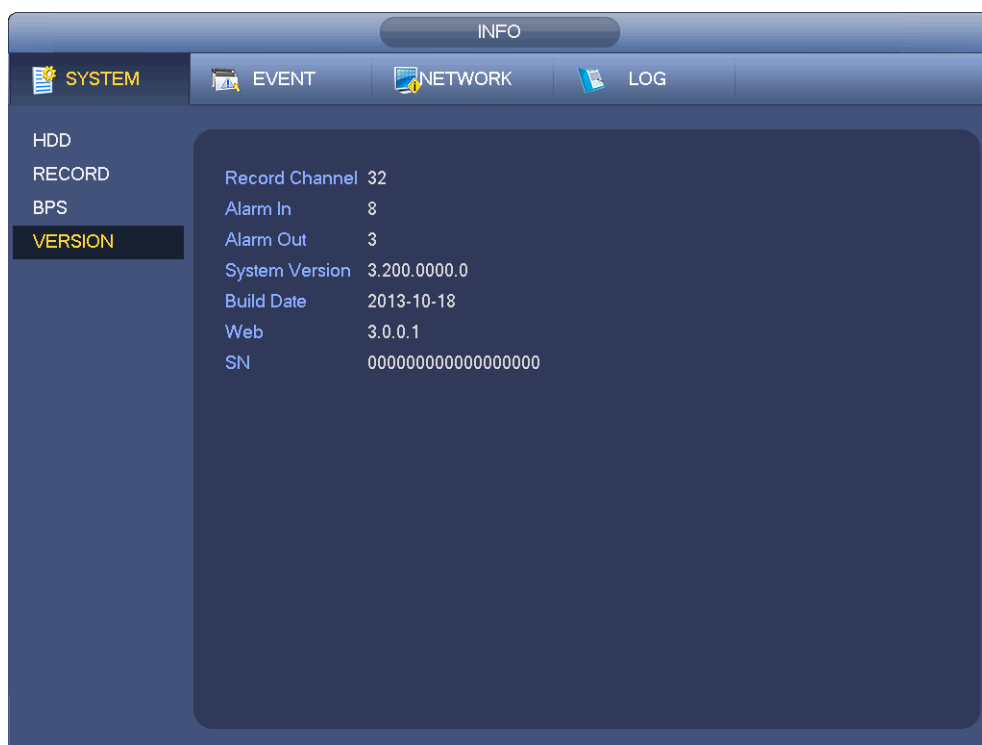 INFO
SYSTEM EVENT NETWORK LOG
HDD
RECORD
BPS
VERSION
Record Channel 32
Alarm In 8
Alarm Out 3
System Version 3.200.0000.0
Build Date 2013-10-18
Web 3.0.0.1
SN 000000000000000000